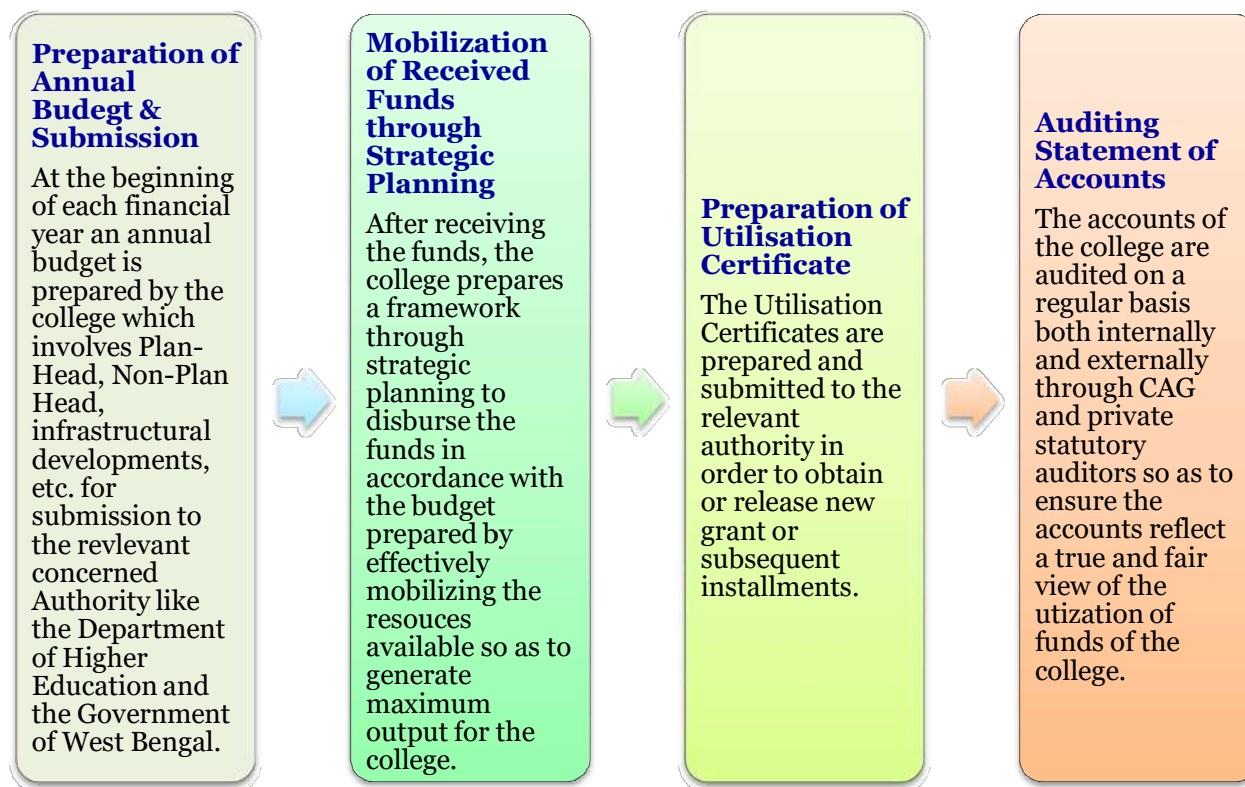 Preparation of
Annual
Budegt &
Submission
At the beginning
of each financial
year an annual
budget is
prepared by the
college which
involves Plan-
Head, Non-Plan
Head,
infrastructural
developments,
etc. for
submission to
the revlevant
concerned
Authority like
the Department
of Higher
Education and
the Government
of West Bengal.
Mobilization
of Received
Funds
through
Strategic
Planning
After receiving
the funds, the
college prepares
a framework
through
strategic
planning to
disburse the
funds in
accordance with
the budget
prepared by
effectively
mobilizing the
resouces
available so as to
generate
maximum
output for the
college.
Preparation of
Utilisation
Certificate
The Utilisation
Certificates are
prepared and
submitted to the
relevant
authority in
order to obtain
or release new
grant or
subsequent
installments.
Auditing
Statement of
Accounts
The accounts of
the college are
audited on a
regular basis
both internally
and externally
through CAG
and private
statutory
auditors so as to
ensure the
accounts reflect
a true and fair
view of the
utization of
funds of the
college.